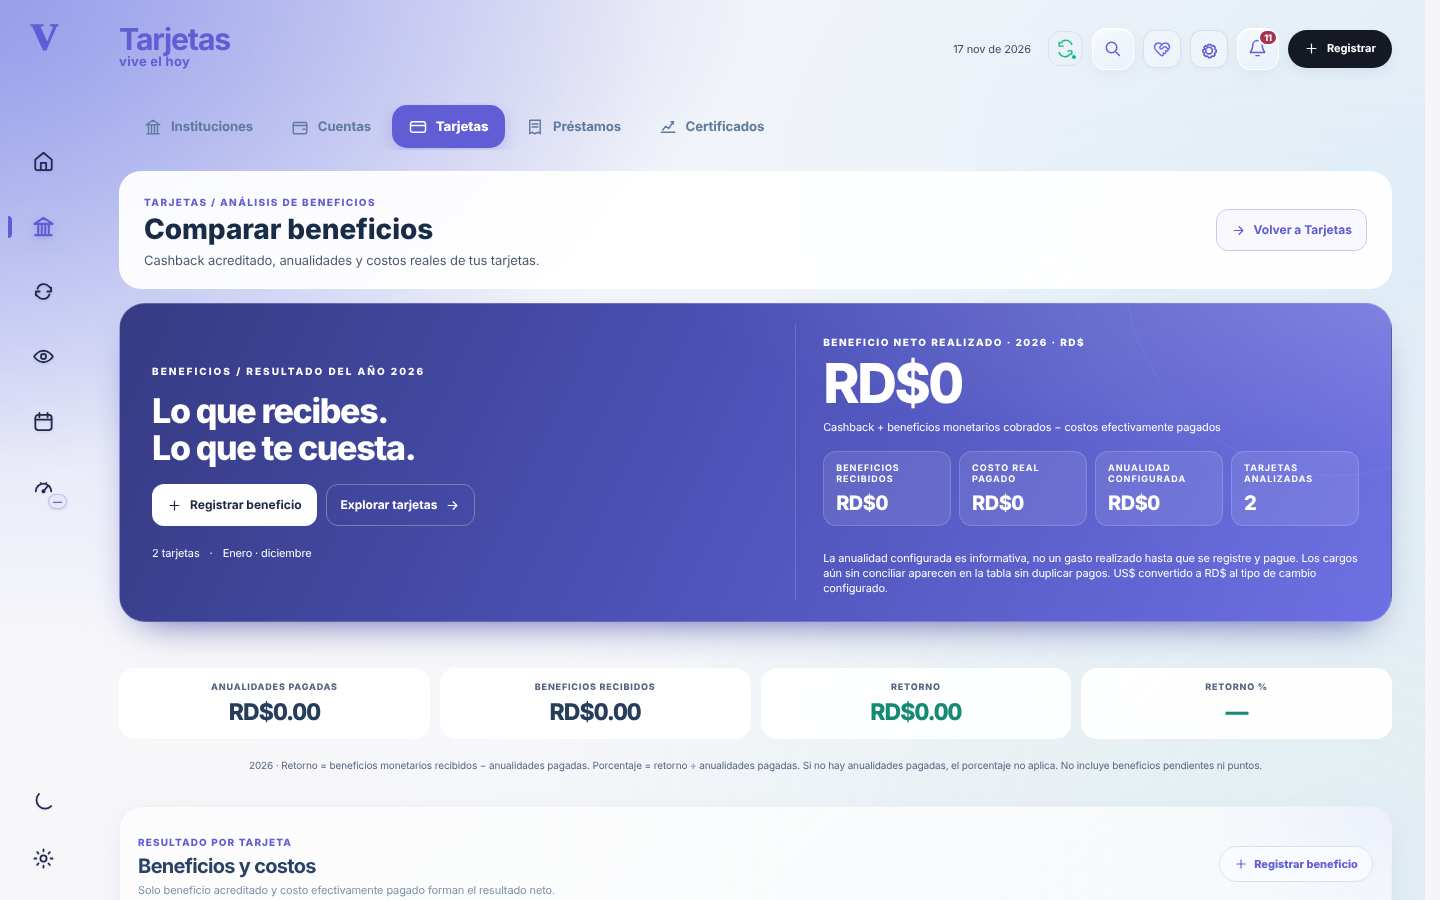 V
Tarjetas
vive el hoy
17 nov de 2026
11
Registrar
Instituciones
Cuentas
Tarjetas
Préstamos
Certificados
TARJETAS / ANÁLISIS DE BENEFICIOS
Comparar beneficios
Cashback acreditado, anualidades y costos reales de tus tarjetas.
Volver a Tarjetas
BENEFICIOS / RESULTADO DEL AÑO 2026
Lo que recibes.
Lo que te cuesta.
Registrar beneficio
Explorar tarjetas
2 tarjetas · Enero · diciembre
BENEFICIO NETO REALIZADO · 2026 · RD$
RD$0
Cashback + beneficios monetarios cobrados − costos efectivamente pagados
BENEFICIOS
RECIBIDOS
RD$0
COSTO REAL
PAGADO
RD$0
ANUALIDAD
CONFIGURADA
RD$0
TARJETAS
ANALIZADAS
2
La anualidad configurada es informativa, no un gasto realizado hasta que se registre y pague. Los cargos
aún sin conciliar aparecen en la tabla sin duplicar pagos. US$ convertido a RD$ al tipo de cambio
configurado.
ANUALIDADES PAGADAS
RD$0.00
BENEFICIOS RECIBIDOS
RD$0.00
RETORNO
RD$0.00
RETORNO %
—
2026 · Retorno = beneficios monetarios recibidos − anualidades pagadas. Porcentaje = retorno ÷ anualidades pagadas. Si no hay anualidades pagadas, el porcentaje no aplica. No incluye beneficios pendientes ni puntos.
RESULTADO POR TARJETA
Beneficios y costos
Solo beneficio acreditado y costo efectivamente pagado forman el resultado neto.
Registrar beneficio